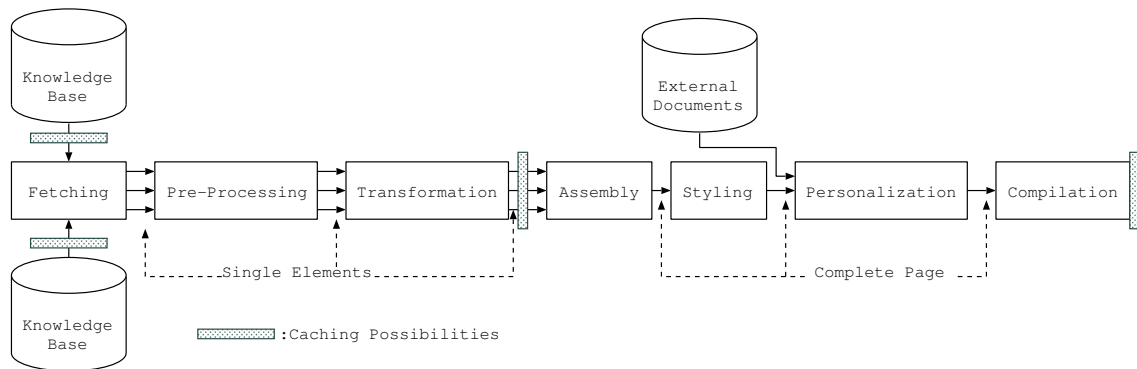 Knowledge
Base
External
Documents
Fetching
Pre-Processing
Transformation
Assembly
Styling
Personalization
Compilation
Single Elements
Complete Page
Knowledge
Base
:Caching Possibilities